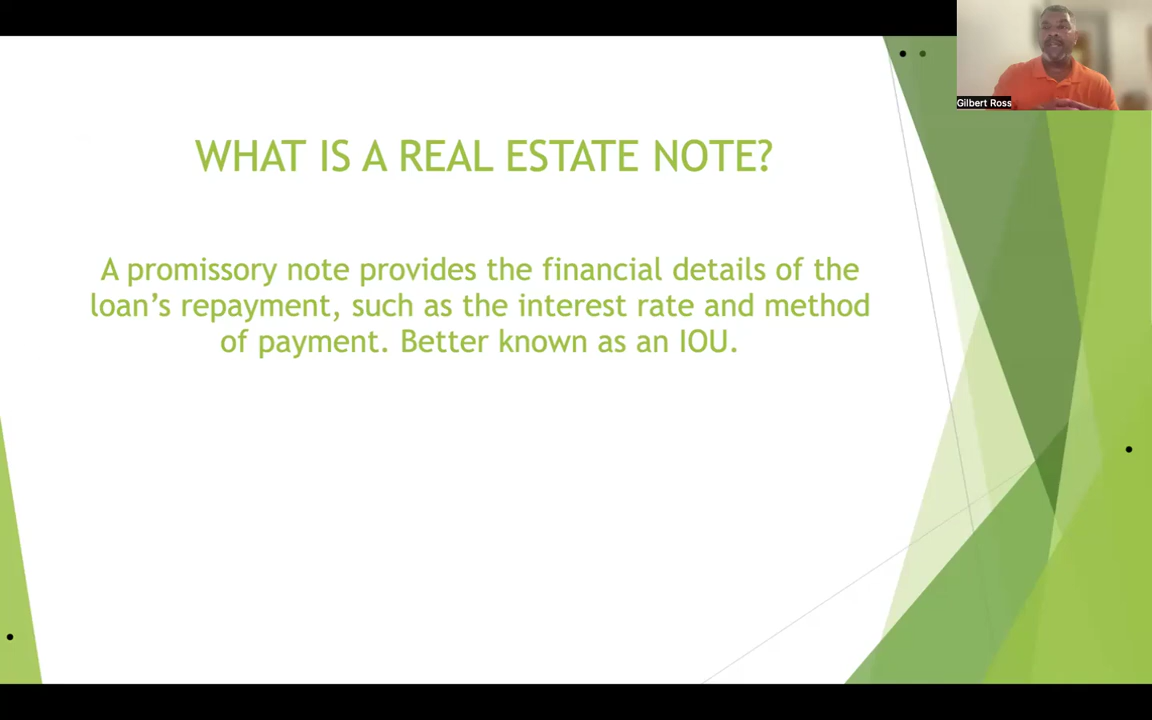 WHAT IS A REAL ESTATE NOTE?
A promissory note provides the financial details of the
loan’s repayment, such as the interest rate and method
of payment. Better known as an IOU.
Gilbert Ross